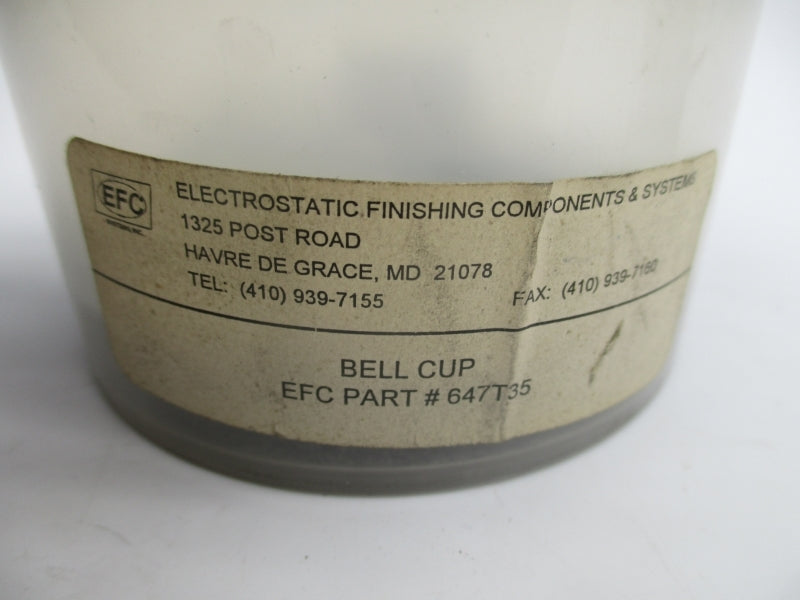 EFC
ELECTROSTATIC FINISHING COMPONENTS & SYSTEMS
1325 POST ROAD
HAVRE DE GRACE, MD 21078
TEL: (410) 939-7155 FAX: (410) 939-7160
BELL CUP
EFC PART # 647T35